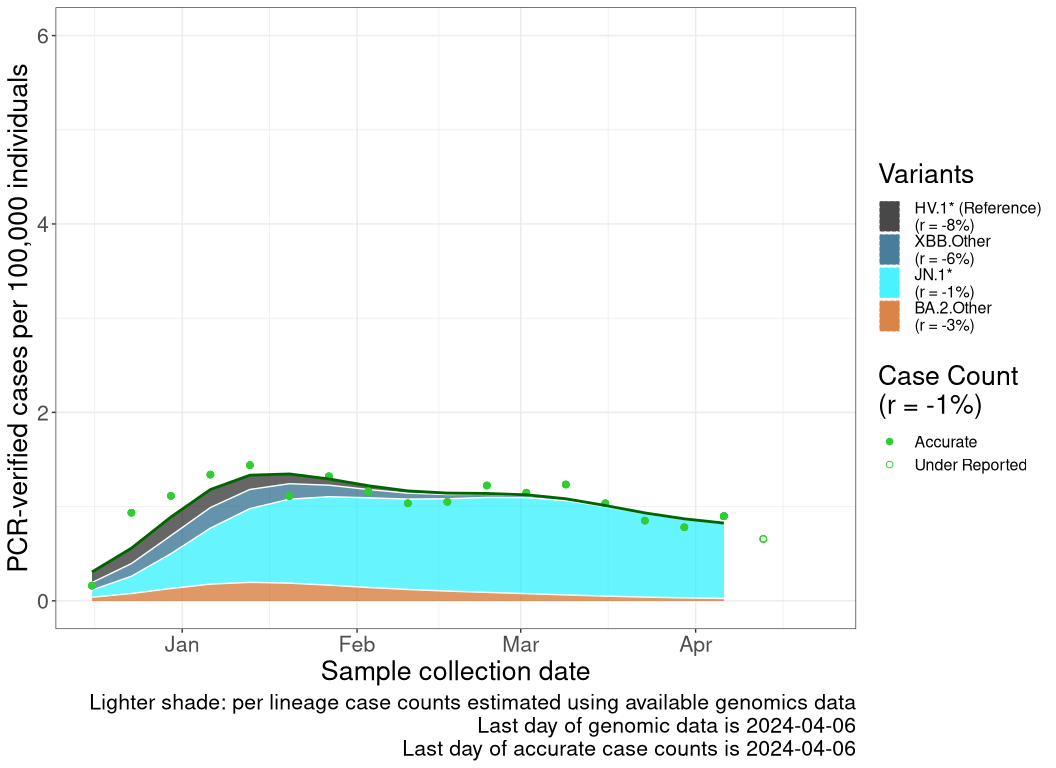 PCR-verified cases per 100,000 individuals
6
4
2
0
Jan Feb Mar Apr
Sample collection date
Lighter shade: per lineage case counts estimated using available genomics data
Last day of genomic data is 2024-04-06
Last day of accurate case counts is 2024-04-06
Variants
HV.1* (Reference)
(r = -8%)
XBB.Other
(r = -6%)
JN.1*
(r = -1%)
BA.2.Other
(r = -3%)
Case Count
(r = -1%)
Accurate
Under Reported